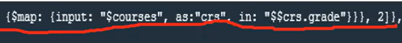 {$map: {input: "$courses", as:"crs", in: "$$crs.grade"}}}, 2]},